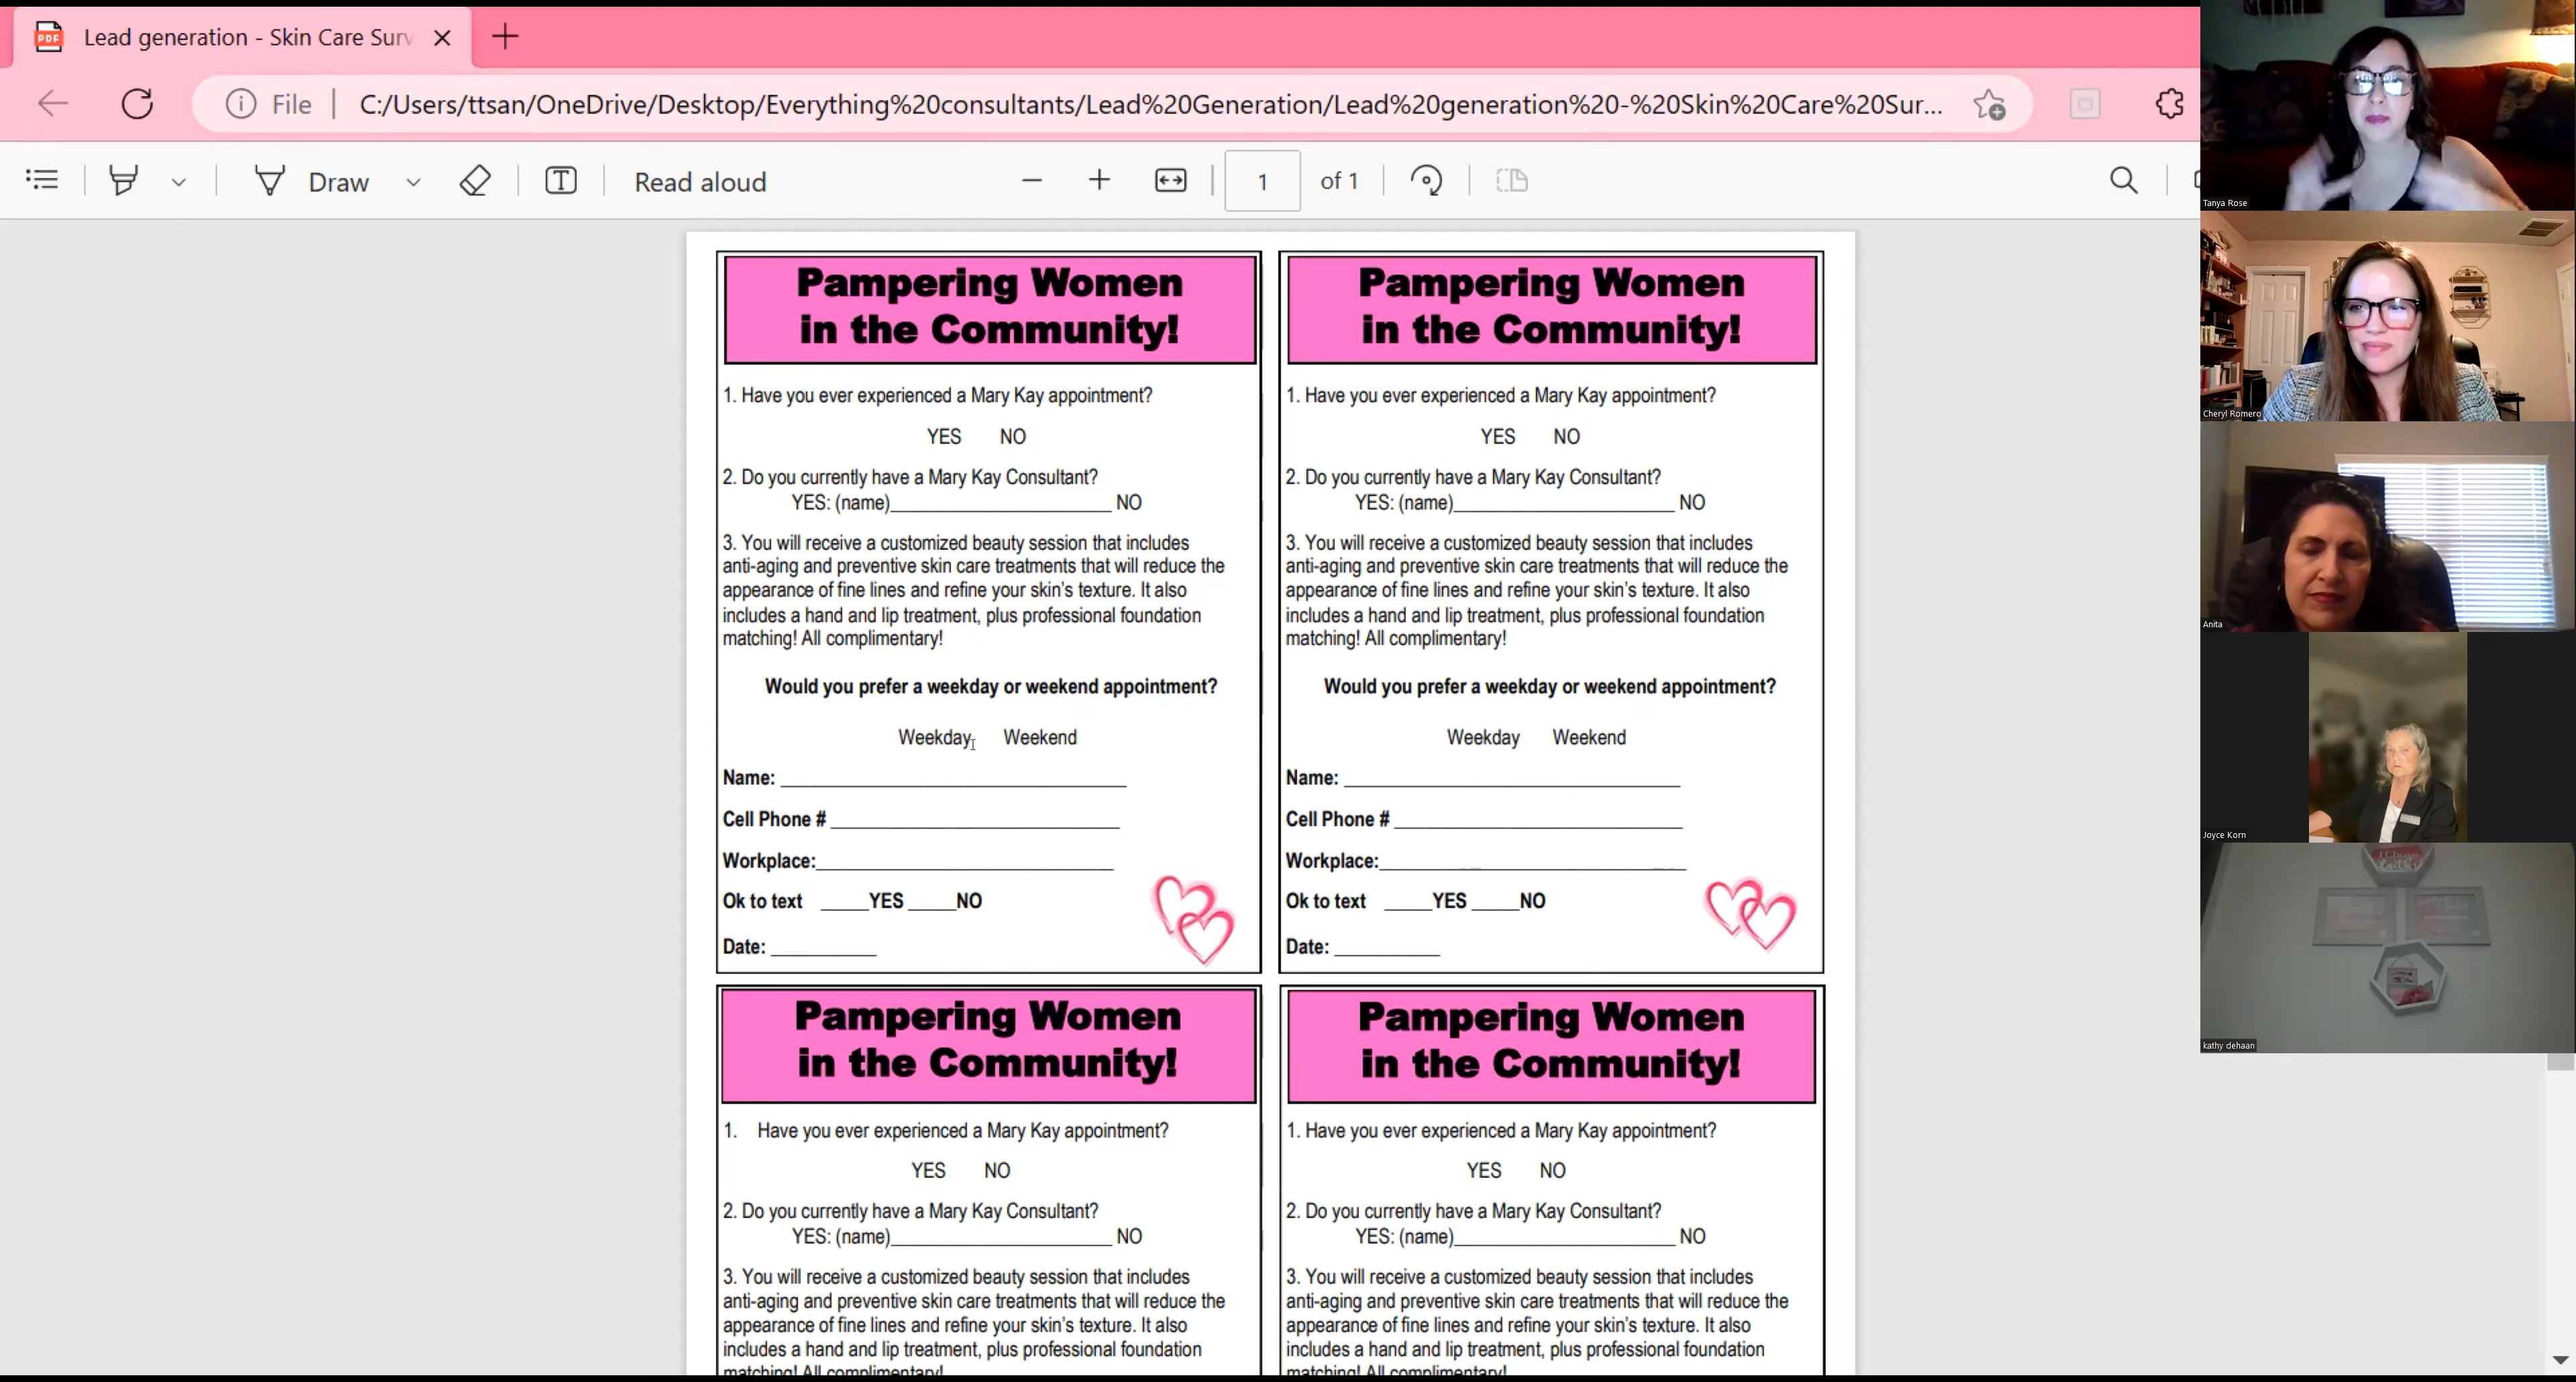 Lead generation - Skin Care Surv
File
C:/Users/ttsan/OneDrive/Desktop/Everything%20consultants/Lead%20Generation/Lead%20generation%20-%20Skin%20Care%20Sur...
Draw
Read aloud
1 of 1
Pampering Women
in the Community!
1. Have you ever experienced a Mary Kay appointment?
YES NO
2. Do you currently have a Mary Kay Consultant?
YES: (name)____________________ NO
3. You will receive a customized beauty session that includes
anti-aging and preventive skin care treatments that will reduce the
appearance of fine lines and refine your skin's texture. It also
includes a hand and lip treatment, plus professional foundation
matching! All complimentary!
Would you prefer a weekday or weekend appointment?
Weekday Weekend
Name: ______________________________
Cell Phone # _________________________
Workplace:__________________________
Ok to text ____YES ____NO
Date: _________
Pampering Women
in the Community!
1. Have you ever experienced a Mary Kay appointment?
YES NO
2. Do you currently have a Mary Kay Consultant?
YES: (name)____________________ NO
3. You will receive a customized beauty session that includes
anti-aging and preventive skin care treatments that will reduce the
appearance of fine lines and refine your skin's texture. It also
includes a hand and lip treatment, plus professional foundation
matching! All complimentary!
Would you prefer a weekday or weekend appointment?
Weekday Weekend
Name: ______________________________
Cell Phone # _________________________
Workplace:__________________________
Ok to text ____YES ____NO
Date: _________
Pampering Women
in the Community!
1. Have you ever experienced a Mary Kay appointment?
YES NO
2. Do you currently have a Mary Kay Consultant?
YES: (name)____________________ NO
3. You will receive a customized beauty session that includes
anti-aging and preventive skin care treatments that will reduce the
appearance of fine lines and refine your skin's texture. It also
includes a hand and lip treatment, plus professional foundation
matching! All complimentary!
Pampering Women
in the Community!
1. Have you ever experienced a Mary Kay appointment?
YES NO
2. Do you currently have a Mary Kay Consultant?
YES: (name)____________________ NO
3. You will receive a customized beauty session that includes
anti-aging and preventive skin care treatments that will reduce the
appearance of fine lines and refine your skin's texture. It also
includes a hand and lip treatment, plus professional foundation
matching! All complimentary!
Tanya Rose
Cheryl Romero
Anita
Joyce Korn
kathy dehaan